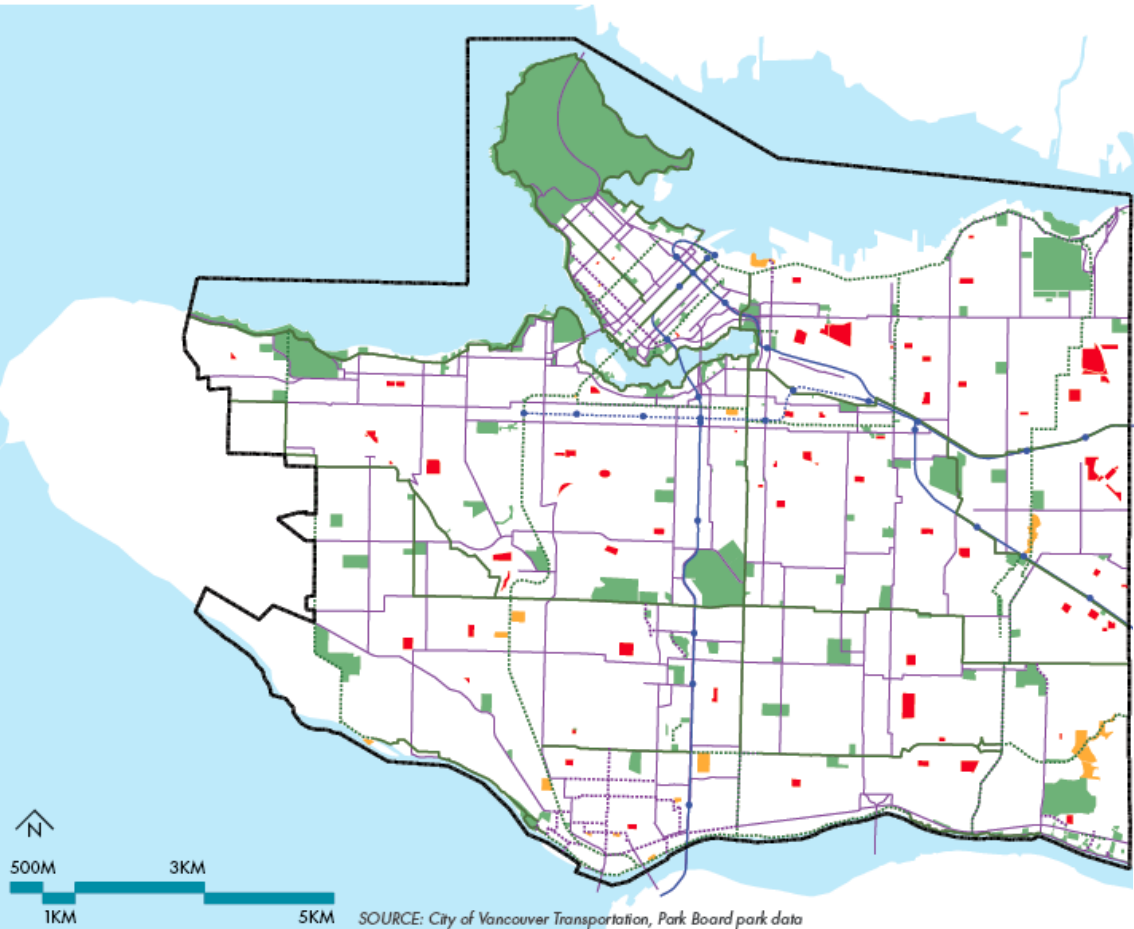 N
500M 3KM
1KM 5KM
SOURCE: City of Vancouver Transportation, Park Board park data